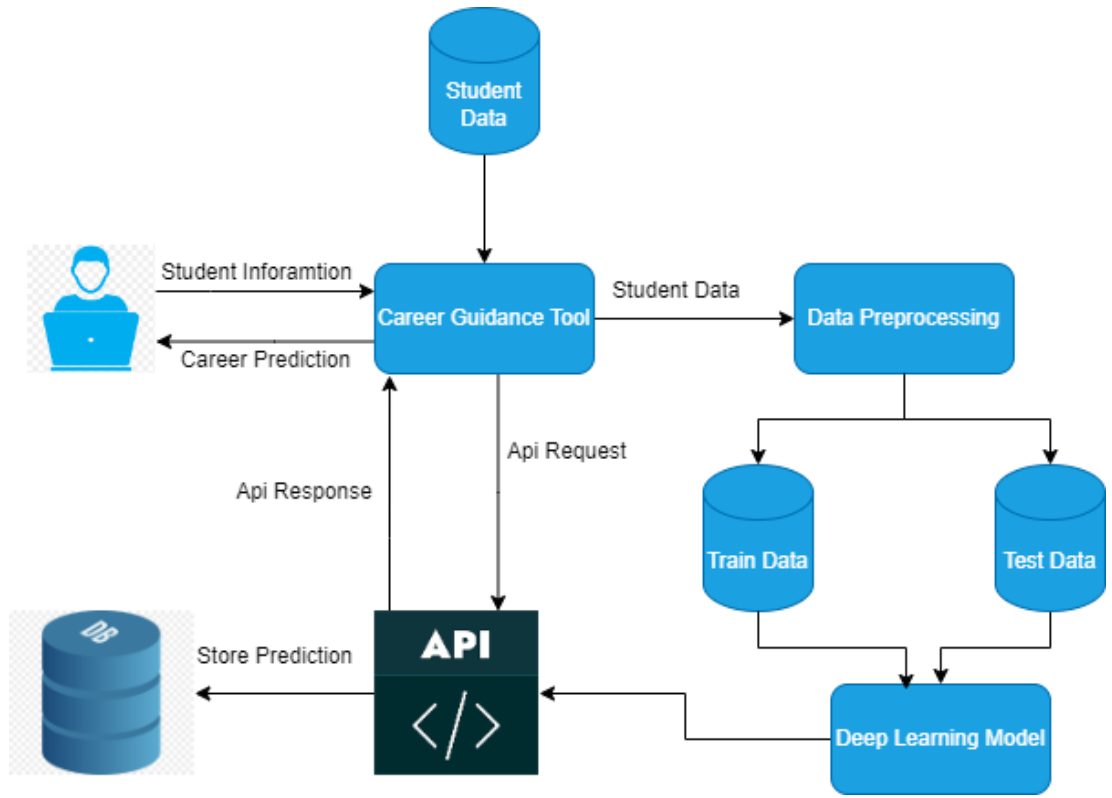 Student
Data
Student Inforamtion
Career Guidance Tool
Student Data
Data Preprocessing
Career Prediction
Api Request
Api Response
Train Data
Test Data
DB
API
Store Prediction
</>
Deep Learning Model